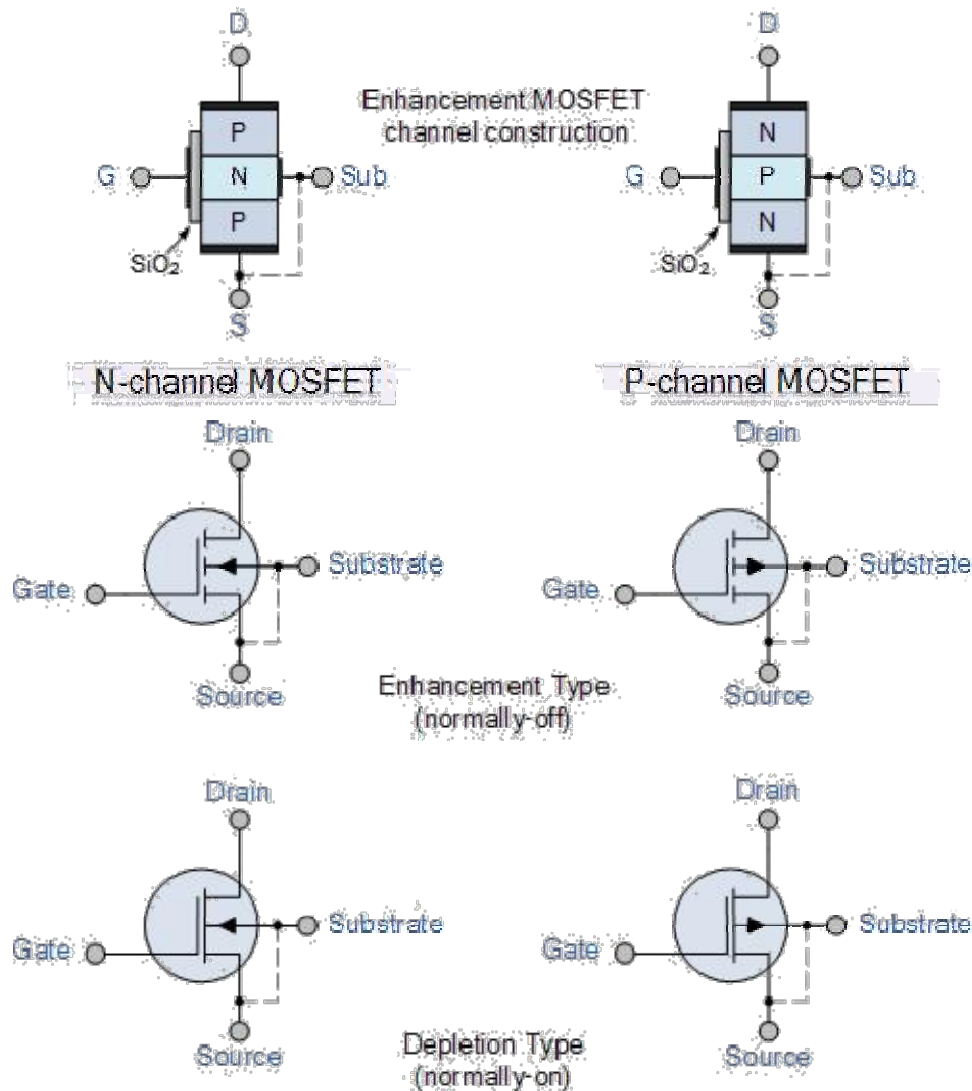 D D
Enhancement MOSFET
channel construction
P N
G N Sub G P Sub
P N
SiO₂ SiO₂
S S
N-channel MOSFET P-channel MOSFET
Drain Drain
Substrate Substrate
Gate Gate
Source Source
Enhancement Type
(normally-off)
Drain Drain
Substrate Substrate
Gate Gate
Source Source
Depletion Type
(normally-on)